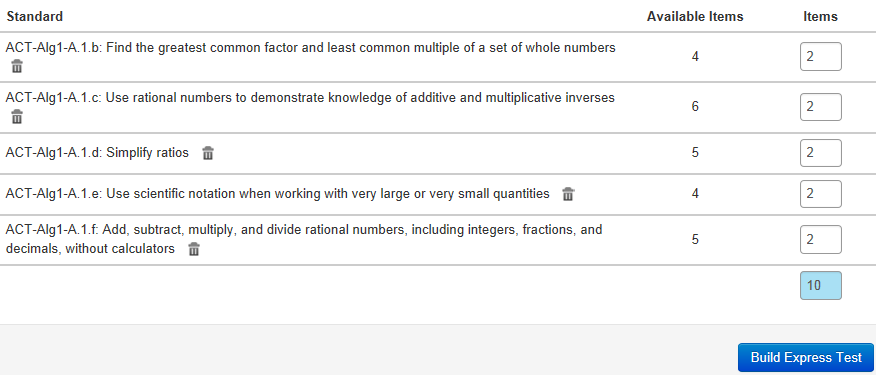 Standard Available Items Items
ACT-Alg1-A.1.b: Find the greatest common factor and least common multiple of a set of whole numbers 4 2
ACT-Alg1-A.1.c: Use rational numbers to demonstrate knowledge of additive and multiplicative inverses 6 2
ACT-Alg1-A.1.d: Simplify ratios 5 2
ACT-Alg1-A.1.e: Use scientific notation when working with very large or very small quantities 4 2
ACT-Alg1-A.1.f: Add, subtract, multiply, and divide rational numbers, including integers, fractions, and
decimals, without calculators 5 2
10
Build Express Test